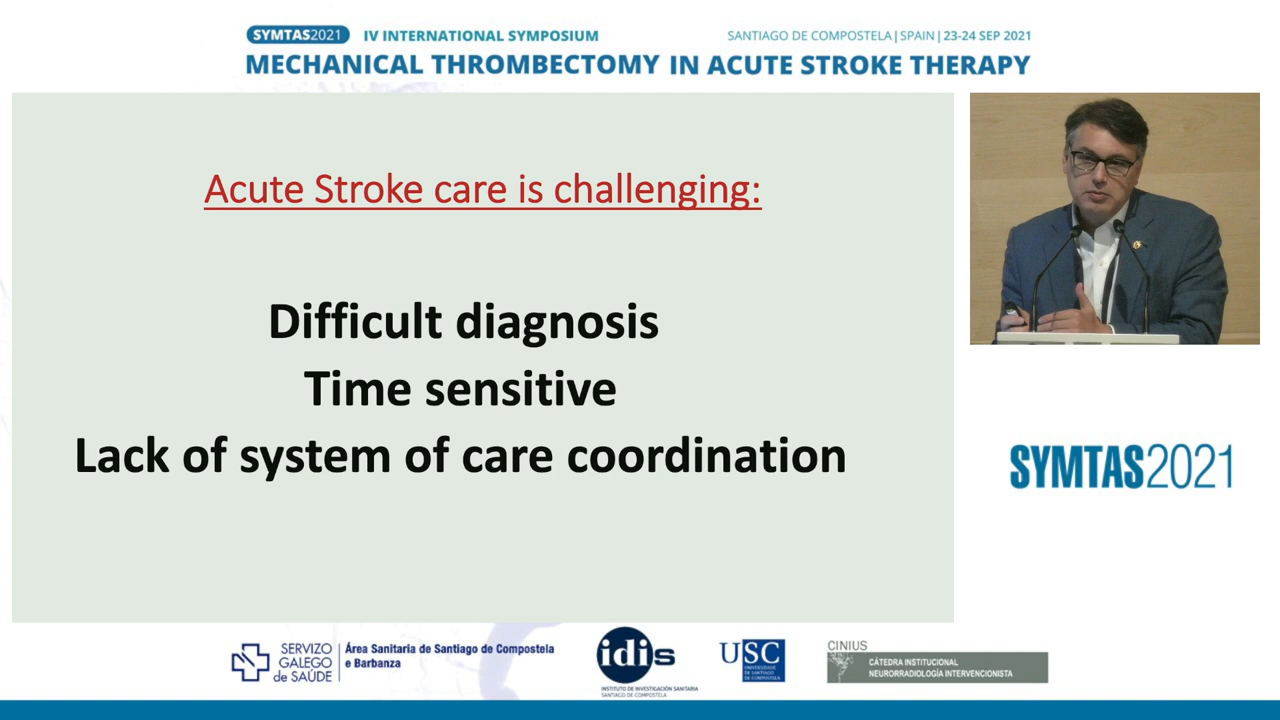 SYMTAS2021 IV INTERNATIONAL SYMPOSIUM
SANTIAGO DE COMPOSTELA | SPAIN | 23-24 SEP 2021
MECHANICAL THROMBECTOMY IN ACUTE STROKE THERAPY
Acute Stroke care is challenging:
Difficult diagnosis
Time sensitive
Lack of system of care coordination
SYMTAS2021
SERVIZO
GALEGO
de SAÚDE
Área Sanitaria de Santiago de Compostela
e Barbanza
idis
INSTITUTO DE INVESTIGACIÓN SANITARIA
SANTIAGO DE COMPOSTELA
USC
UNIVERSIDADE
DE SANTIAGO
DE COMPOSTELA
CINIUS
CÁTEDRA INSTITUCIONAL
NEURORRADIOLOGÍA INTERVENCIONISTA